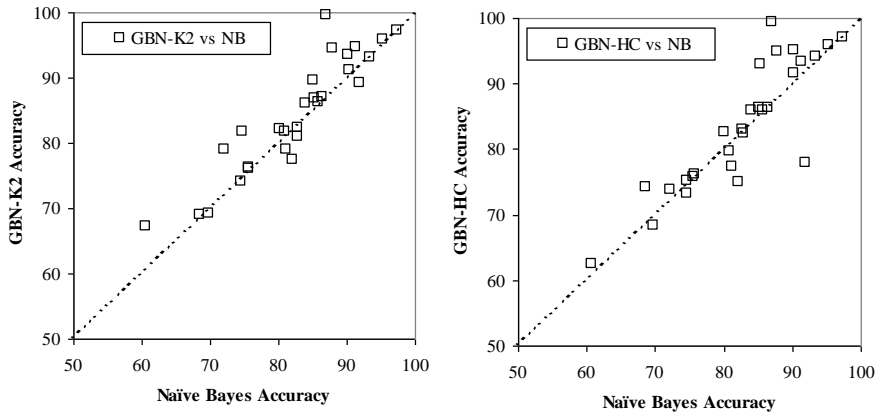 100
90
80
70
60
50
50 60 70 80 90 100
GBN-K2 Accuracy
Naïve Bayes Accuracy
GBN-K2 vs NB
100
90
80
70
60
50
50 60 70 80 90 100
GBN-HC Accuracy
Naïve Bayes Accuracy
GBN-HC vs NB